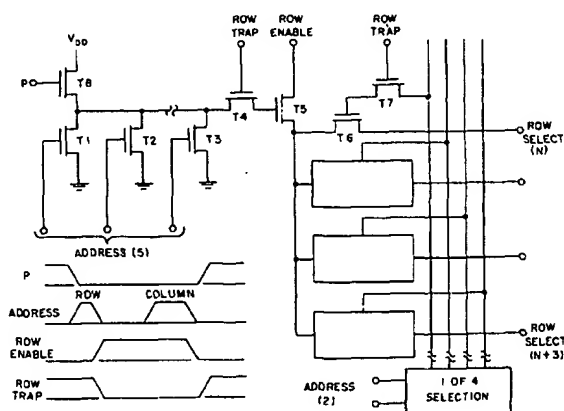 ROW
TRAP
ROW
ENABLE
ROW
TRAP
VDD
P
T8
T4
T5
T7
T1
T2
T3
T6
ROW
SELECT
(N)
ADDRESS (5)
P
ROW
COLUMN
ADDRESS
ROW
ENABLE
ROW
TRAP
ROW
SELECT
(N+3)
ADDRESS
(2)
1 OF 4
SELECTION